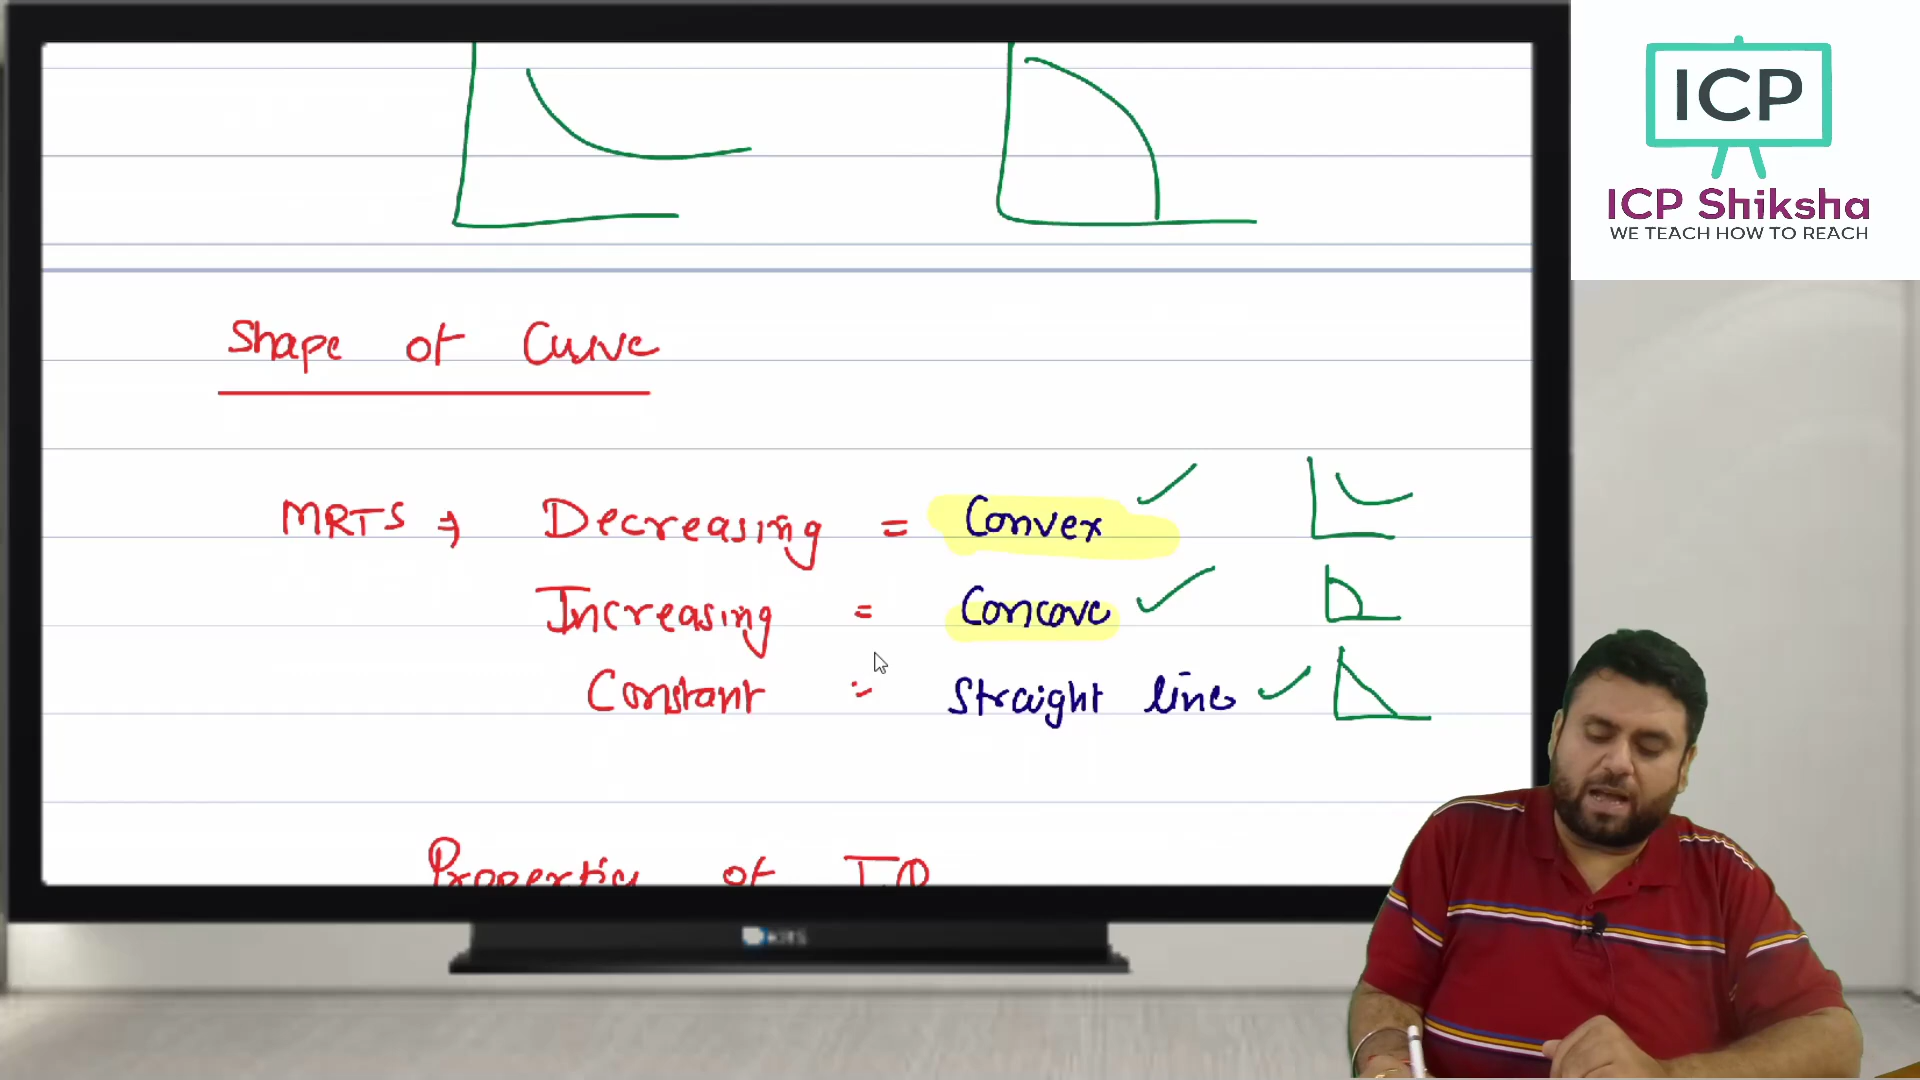 ICP
ICP Shiksha
WE TEACH HOW TO REACH
Shape of Curve
MRTS ⇒ Decreasing = Convex ✓
Increasing = Concave ✓
Constant = Straight line ✓
of